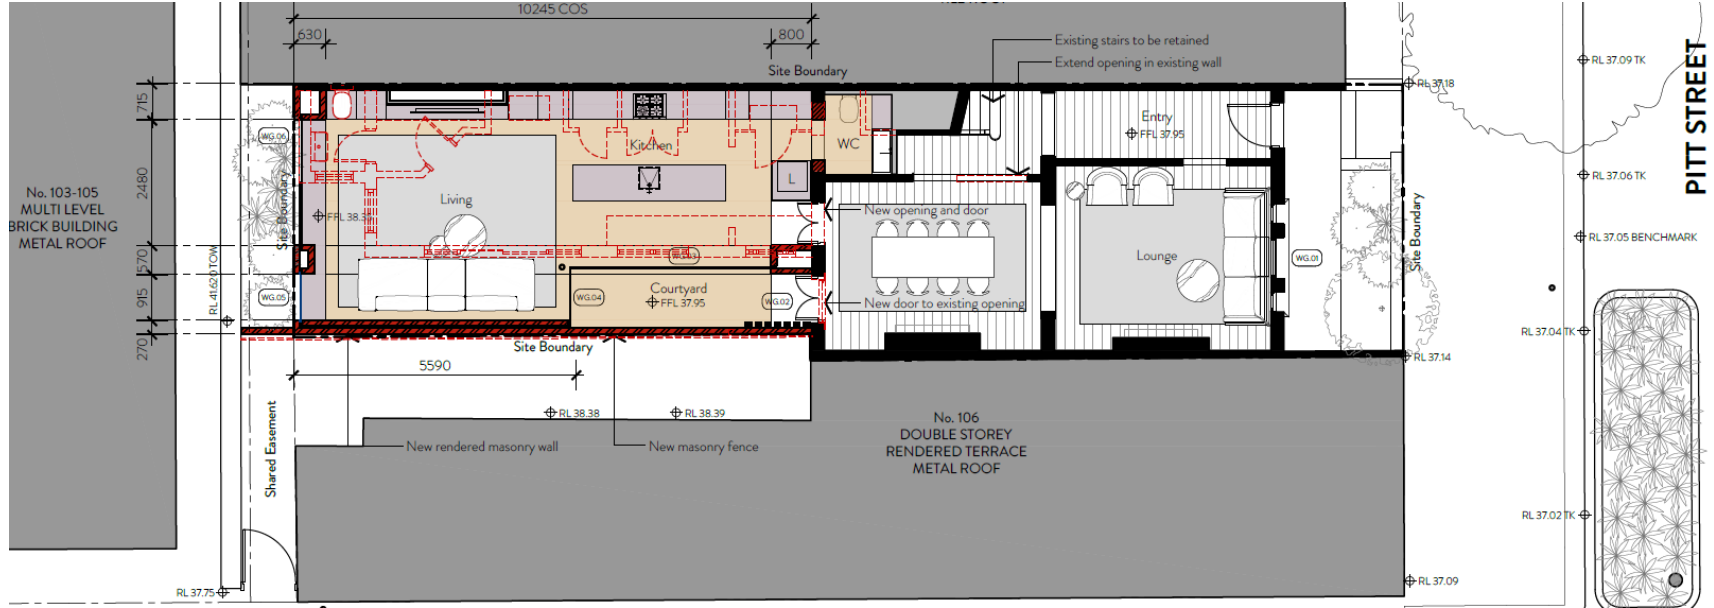 10245 COS
630
800
Existing stairs to be retained
Extend opening in existing wall
Site Boundary
RL 37.09 TK
RL 37.18
PITT STREET
715
WG.06
Kitchen
WC
Entry
FFL 37.95
No. 103-105
MULTI LEVEL
BRICK BUILDING
METAL ROOF
2480
Site Boundary
Living
L
RL 37.06 TK
New opening and door
Lounge
WG.01
Site Boundary
RL 37.05 BENCHMARK
RL 41.620 TOW
570
WG.03
915
WG.05
WG.04
Courtyard
FFL 37.95
WG.02
New door to existing opening
270
RL 37.04 TK
Site Boundary
RL 37.14
5590
RL 38.38
RL 38.39
Shared Easement
New rendered masonry wall
New masonry fence
No. 106
DOUBLE STOREY
RENDERED TERRACE
METAL ROOF
RL 37.02 TK
RL 37.75
RL 37.09